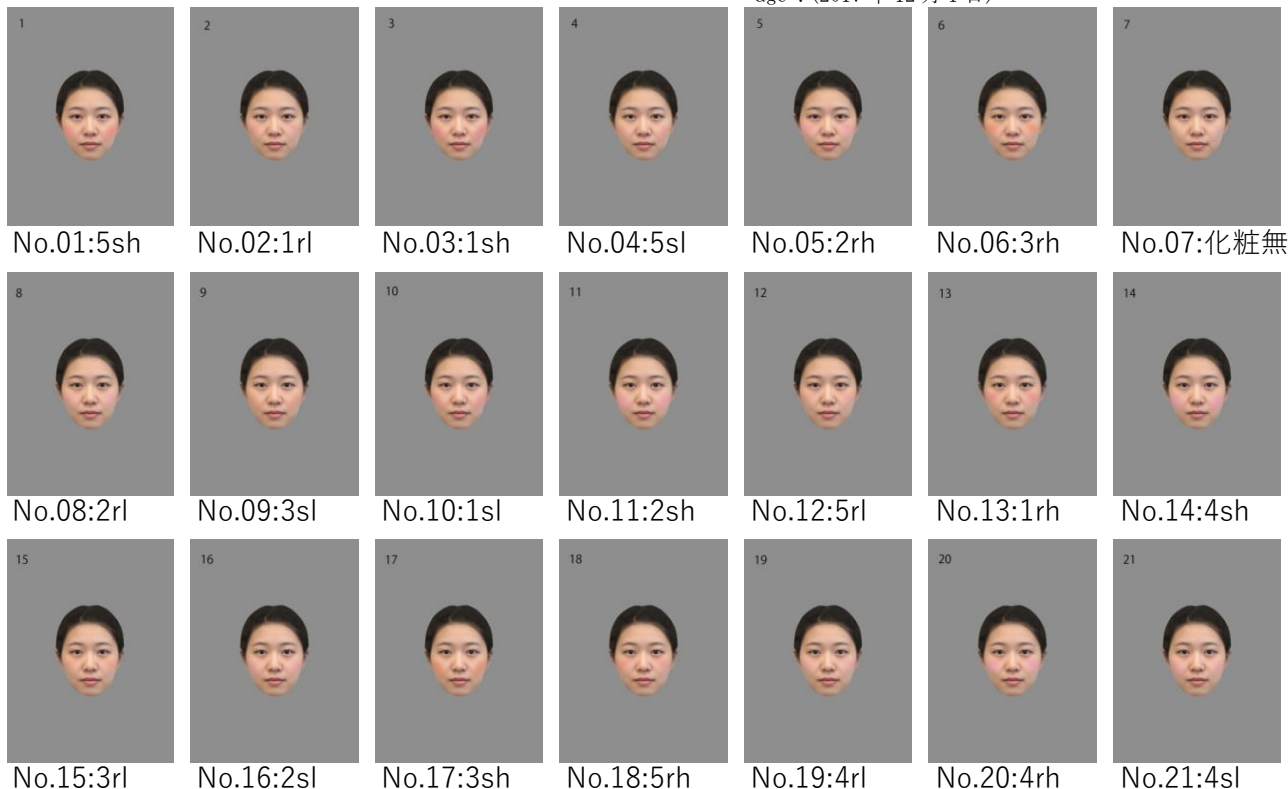 1 2 3 4 5 6 7
No.01:5sh No.02:1rl No.03:1sh No.04:5sl No.05:2rh No.06:3rh No.07:化粧無
8 9 10 11 12 13 14
No.08:2rl No.09:3sl No.10:1sl No.11:2sh No.12:5rl No.13:1rh No.14:4sh
15 16 17 18 19 20 21
No.15:3rl No.16:2sl No.17:3sh No.18:5rh No.19:4rl No.20:4rh No.21:4sl